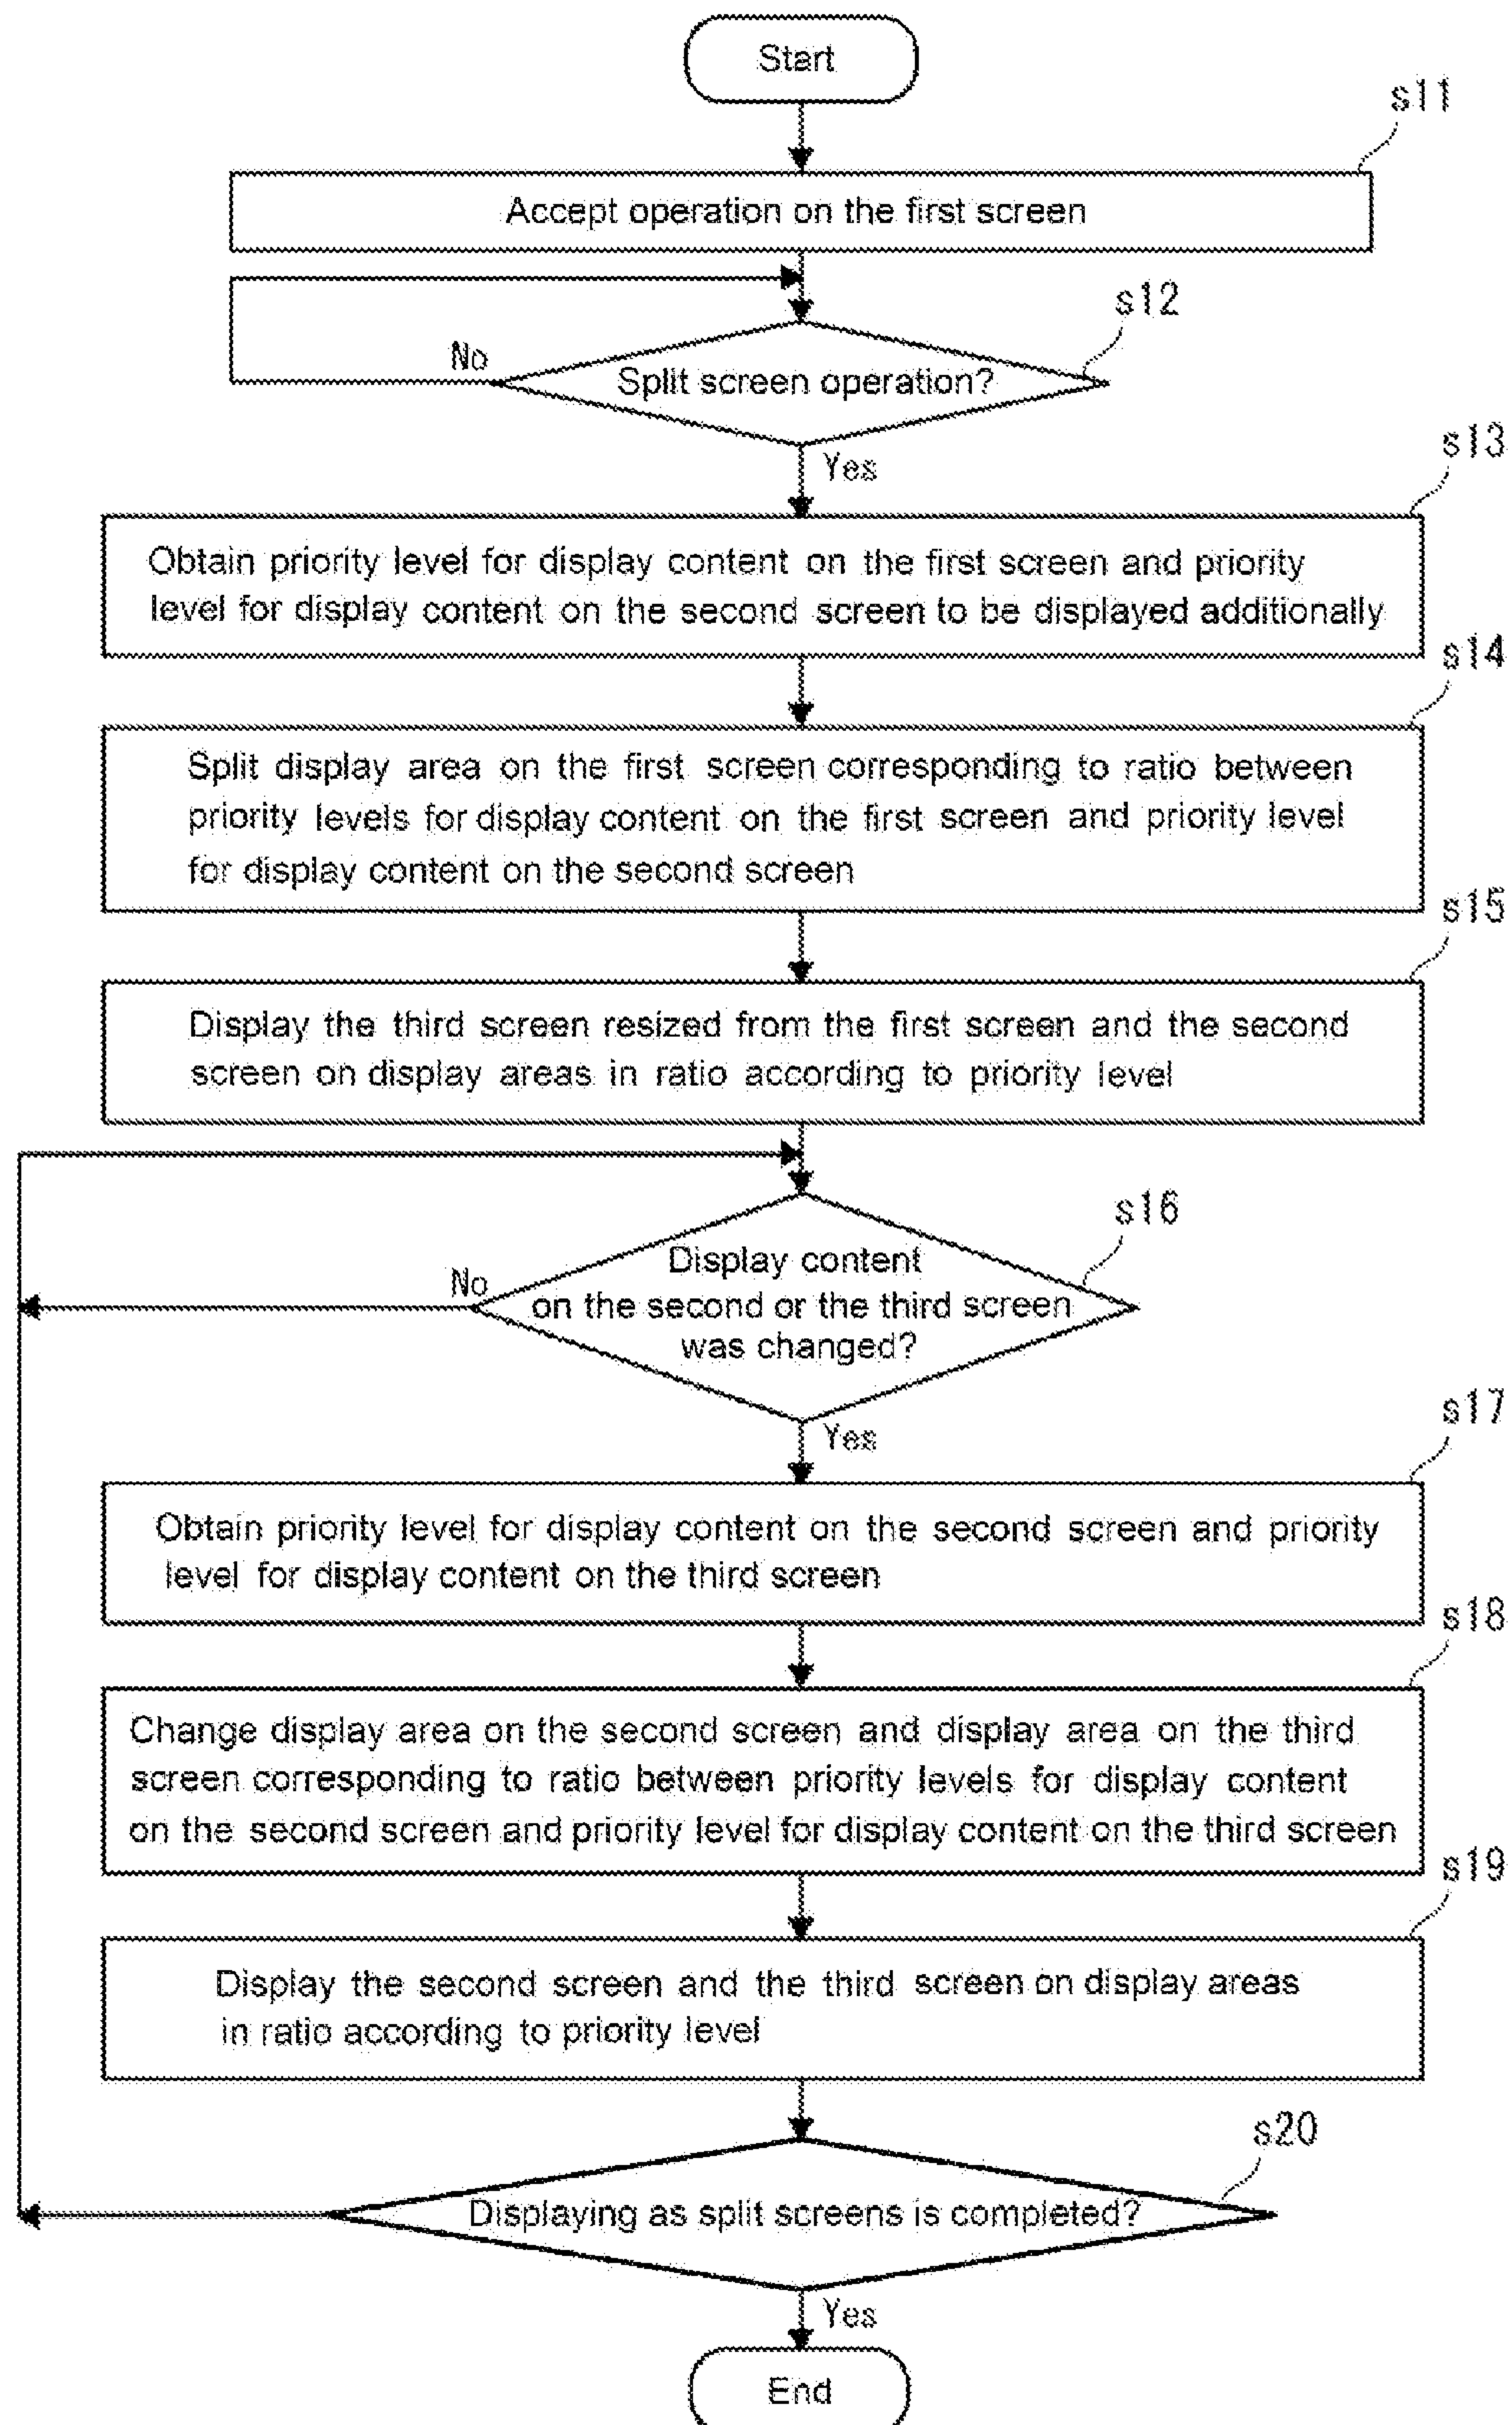 Start
s11
Accept operation on the first screen
s12
No
Split screen operation?
Yes
s13
Obtain priority level for display content on the first screen and priority
level for display content on the second screen to be displayed additionally
s14
Split display area on the first screen corresponding to ratio between
priority levels for display content on the first screen and priority level
for display content on the second screen
s15
Display the third screen resized from the first screen and the second
screen on display areas in ratio according to priority level
s16
No
Display content
on the second or the third screen
was changed?
Yes
s17
Obtain priority level for display content on the second screen and priority
level for display content on the third screen
s18
Change display area on the second screen and display area on the third
screen corresponding to ratio between priority levels for display content
on the second screen and priority level for display content on the third screen
s19
Display the second screen and the third screen on display areas
in ratio according to priority level
s20
Displaying as split screens is completed?
Yes
End